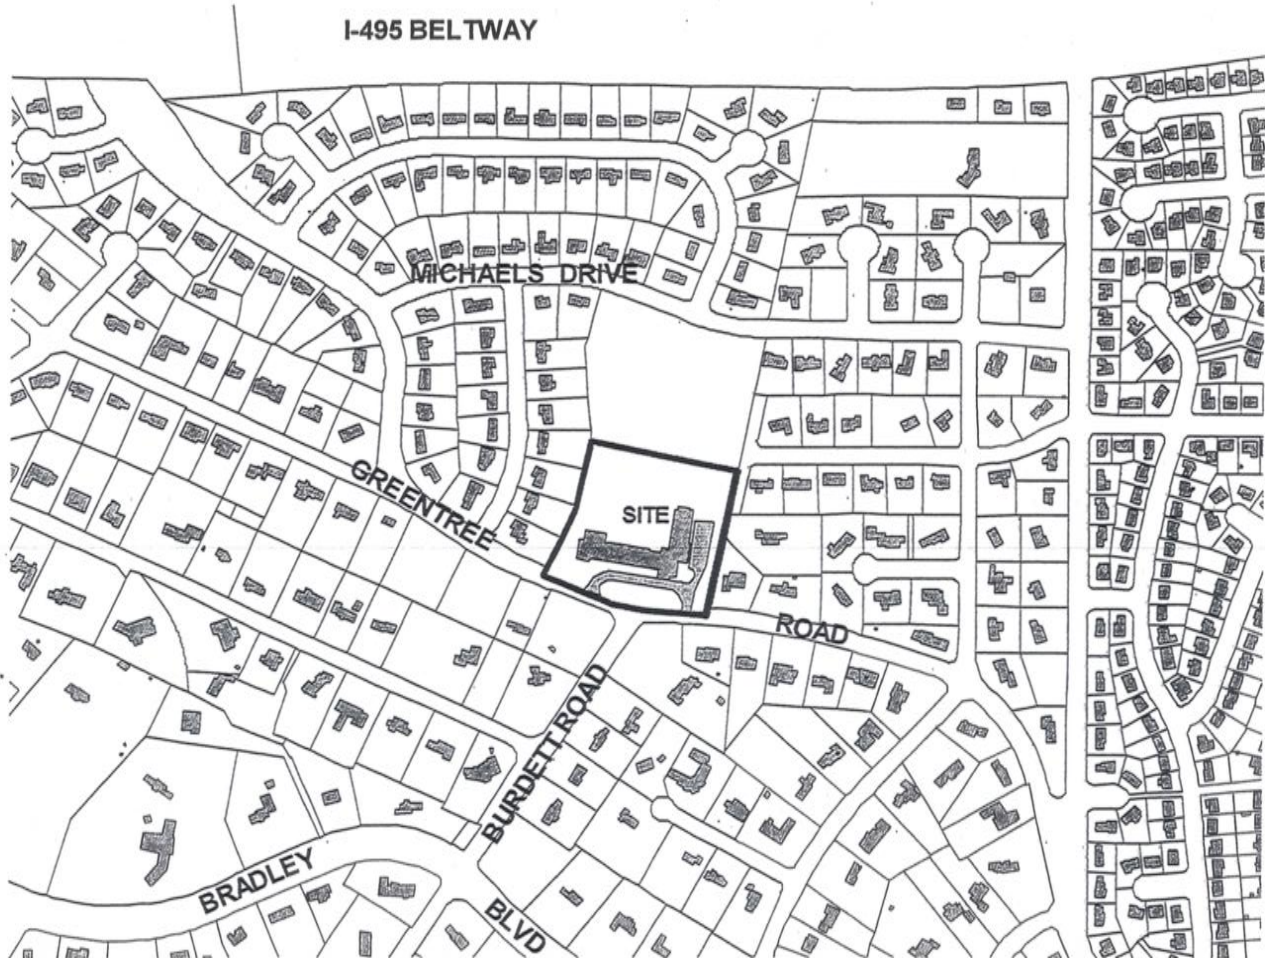 I-495 BELTWAY
MICHAELS DRIVE
GREENTREE
SITE
ROAD
BURDETT ROAD
BRADLEY
BLVD